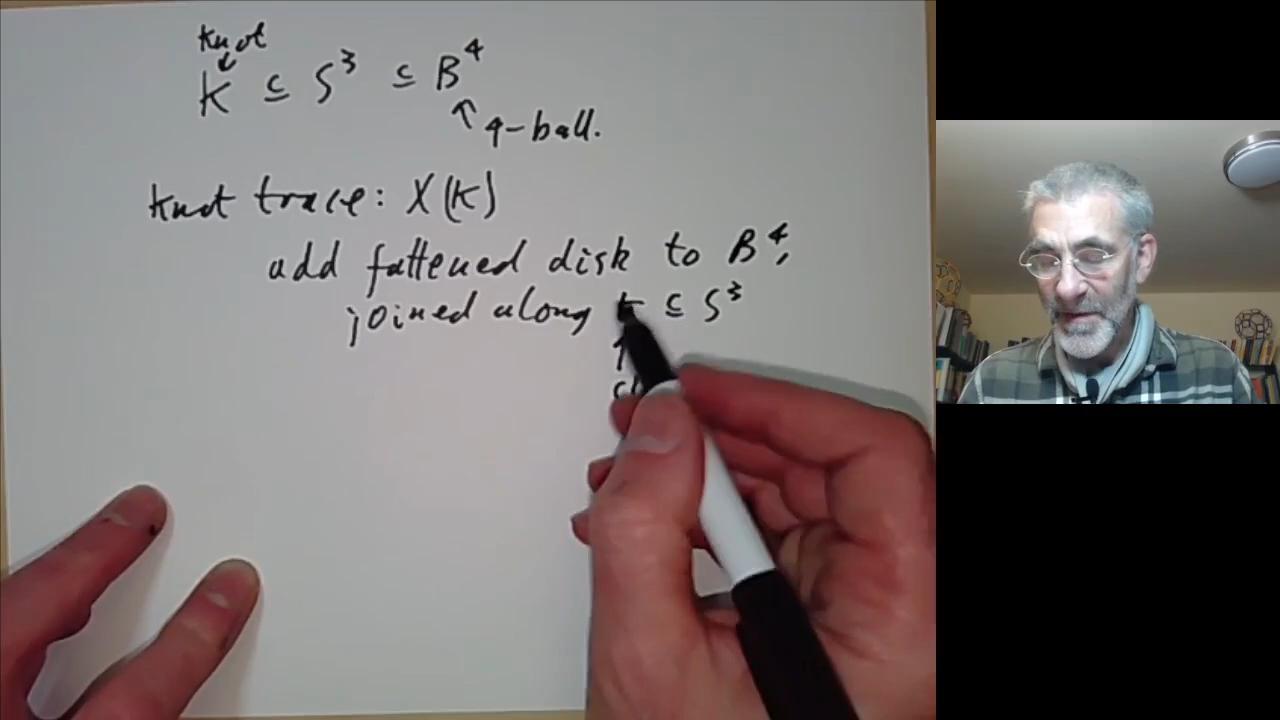 knot
K ⊆ S³ ⊆ B⁴
4-ball.
knot trace: X(K)
add fattened disk to B⁴,
joined along K ⊆ S³